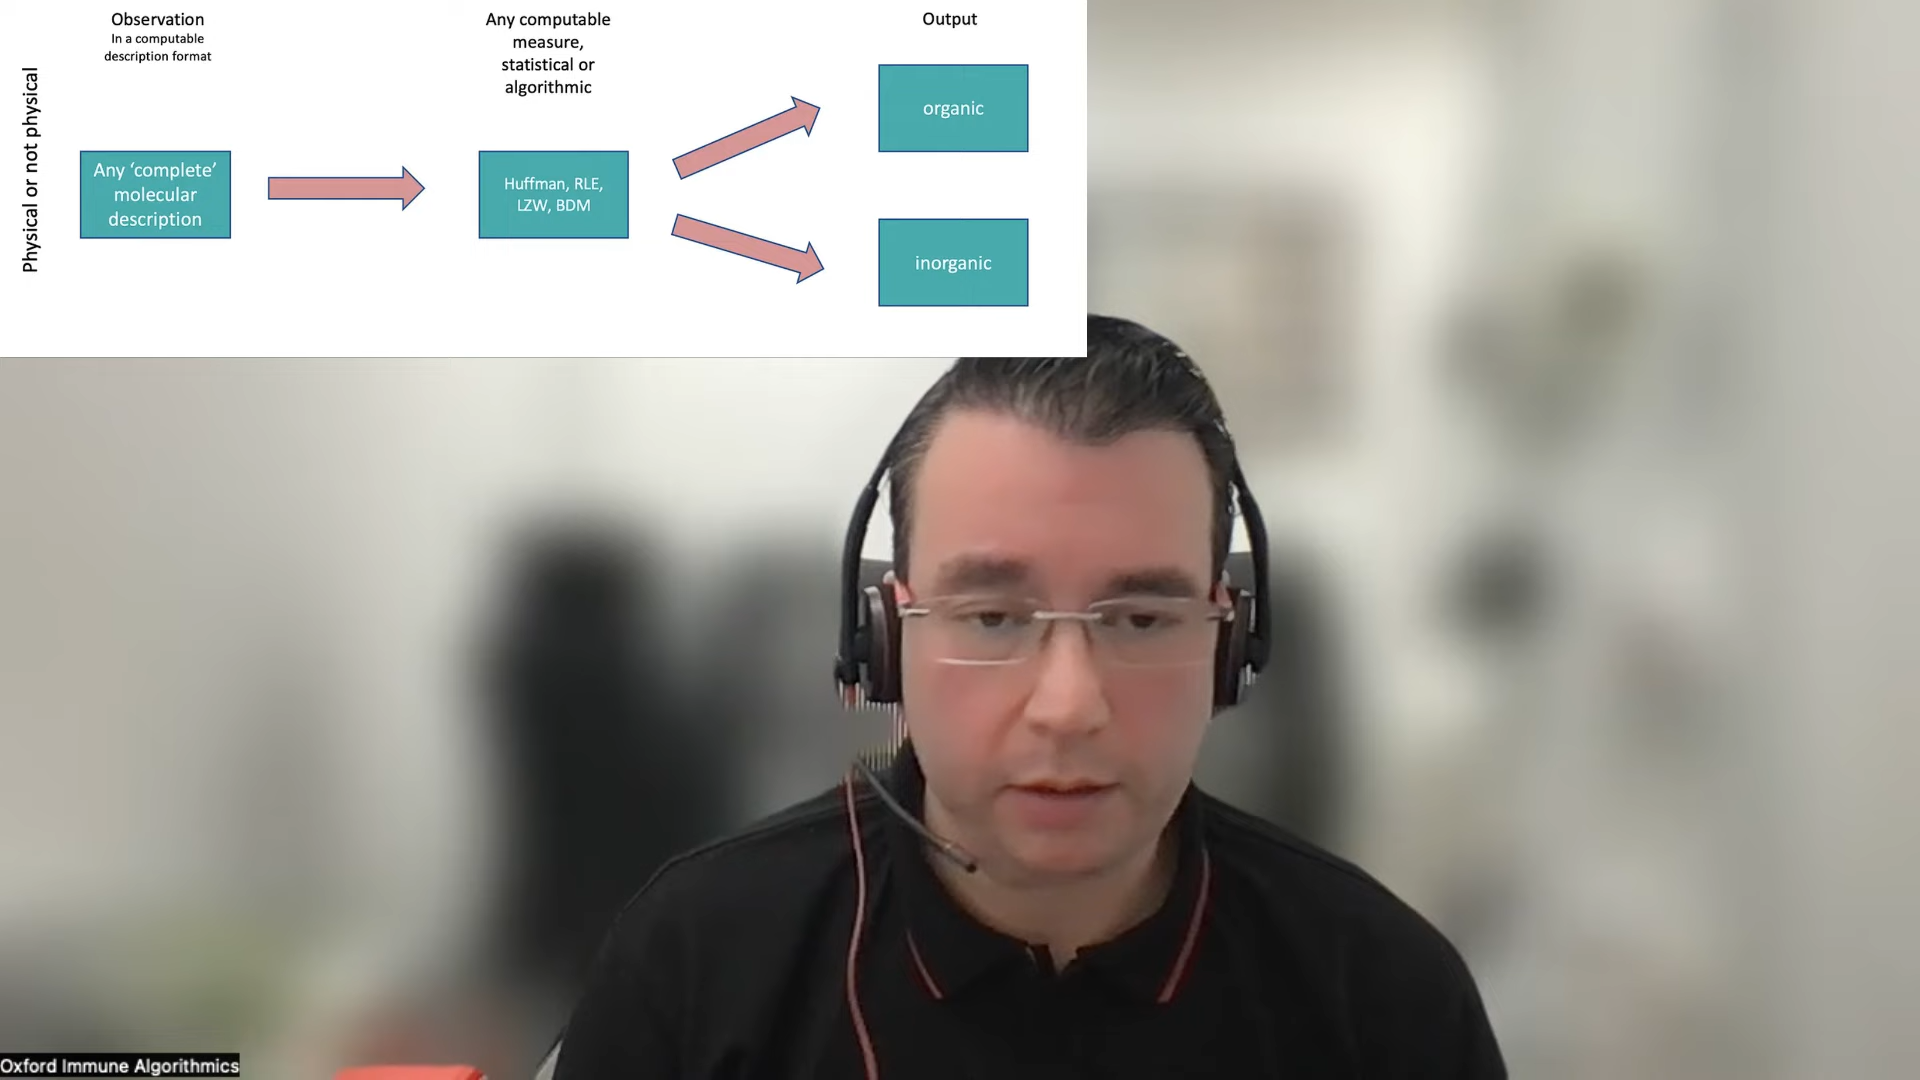 Observation
In a computable
description format
Any computable
measure,
statistical or
algorithmic
Output
Physical or not physical
Any ‘complete’
molecular
description
Huffman, RLE,
LZW, BDM
organic
inorganic
Oxford Immune Algorithmics